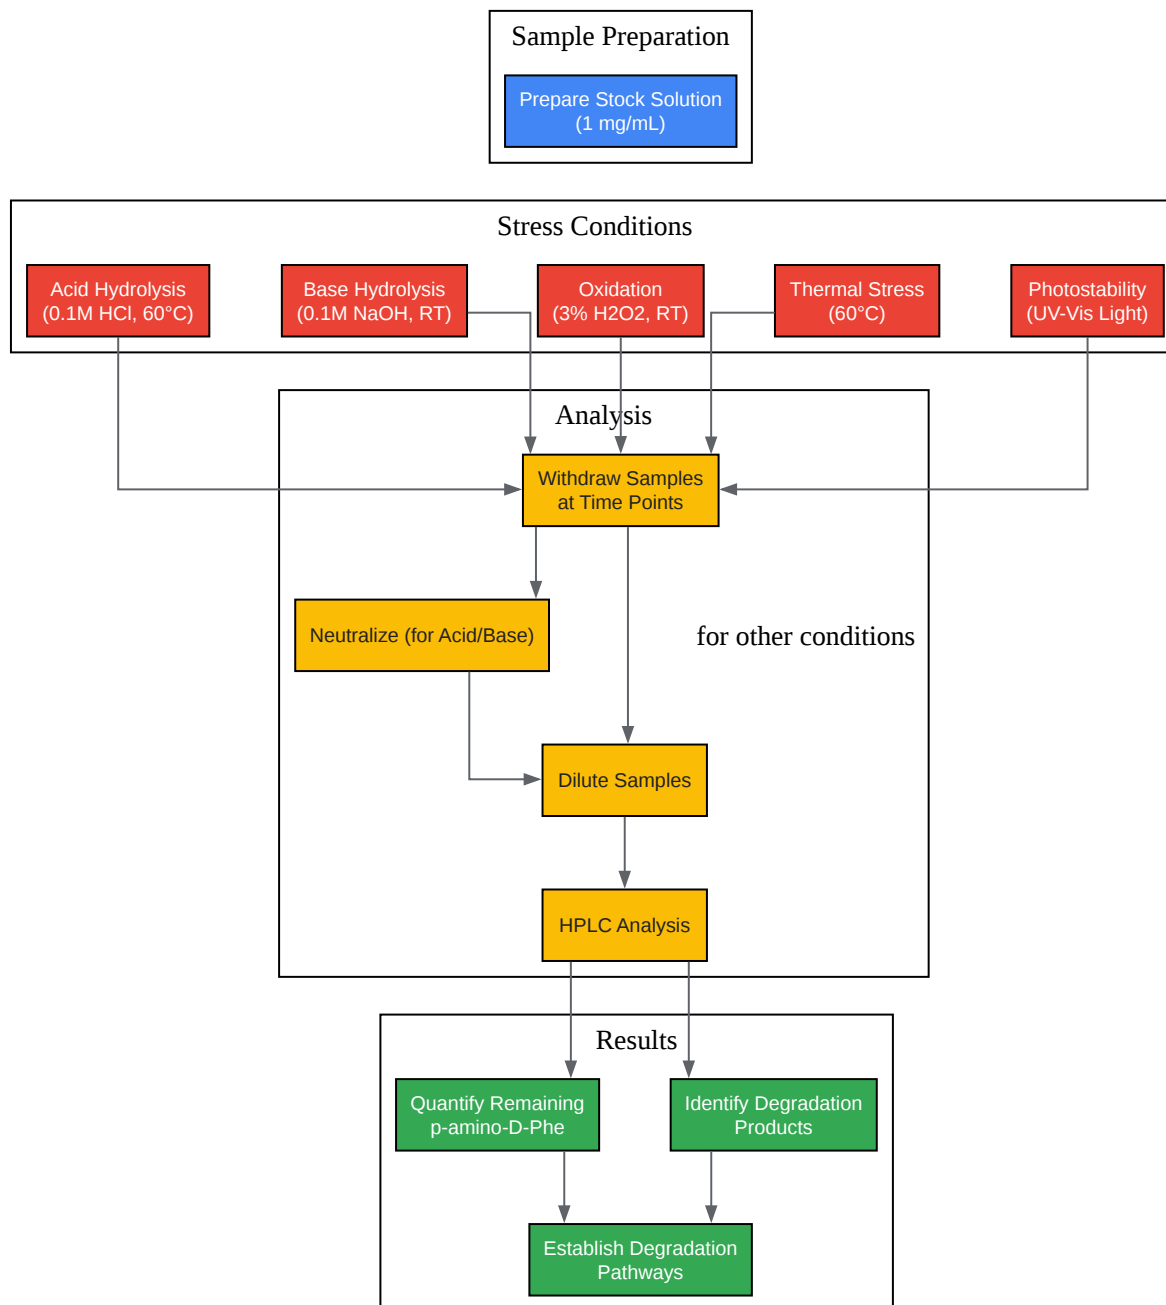 Sample Preparation
Prepare Stock Solution
(1 mg/mL)
Stress Conditions
Acid Hydrolysis
(0.1M HCl, 60°C)
Base Hydrolysis
(0.1M NaOH, RT)
Oxidation
(3% H2O2, RT)
Thermal Stress
(60°C)
Photostability
(UV-Vis Light)
Analysis
Withdraw Samples
at Time Points
Neutralize (for Acid/Base)
for other conditions
Dilute Samples
HPLC Analysis
Results
Quantify Remaining
p-amino-D-Phe
Identify Degradation
Products
Establish Degradation
Pathways